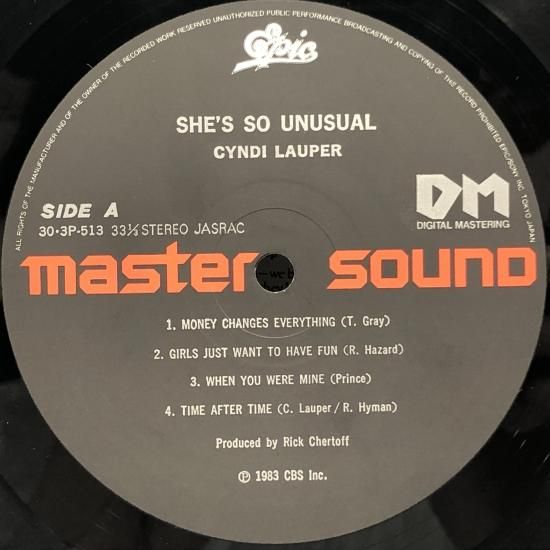 ALL RIGHTS OF THE MANUFACTURER AND OF THE OWNER OF THE RECORDED WORK RESERVED UNAUTHORIZED PUBLIC PERFORMANCE BROADCASTING AND COPYING OF THIS RECORD PROHIBITED EPIC/SONY INC. TOKYO JAPAN
Epic
SHE'S SO UNUSUAL
CYNDI LAUPER
SIDE A
30・3P-513 33⅓ STEREO JASRAC
DM
DIGITAL MASTERING
master sound
1. MONEY CHANGES EVERYTHING (T. Gray)
2. GIRLS JUST WANT TO HAVE FUN (R. Hazard)
3. WHEN YOU WERE MINE (Prince)
4. TIME AFTER TIME (C. Lauper/R. Hyman)
Produced by Rick Chertoff
℗ 1983 CBS Inc.